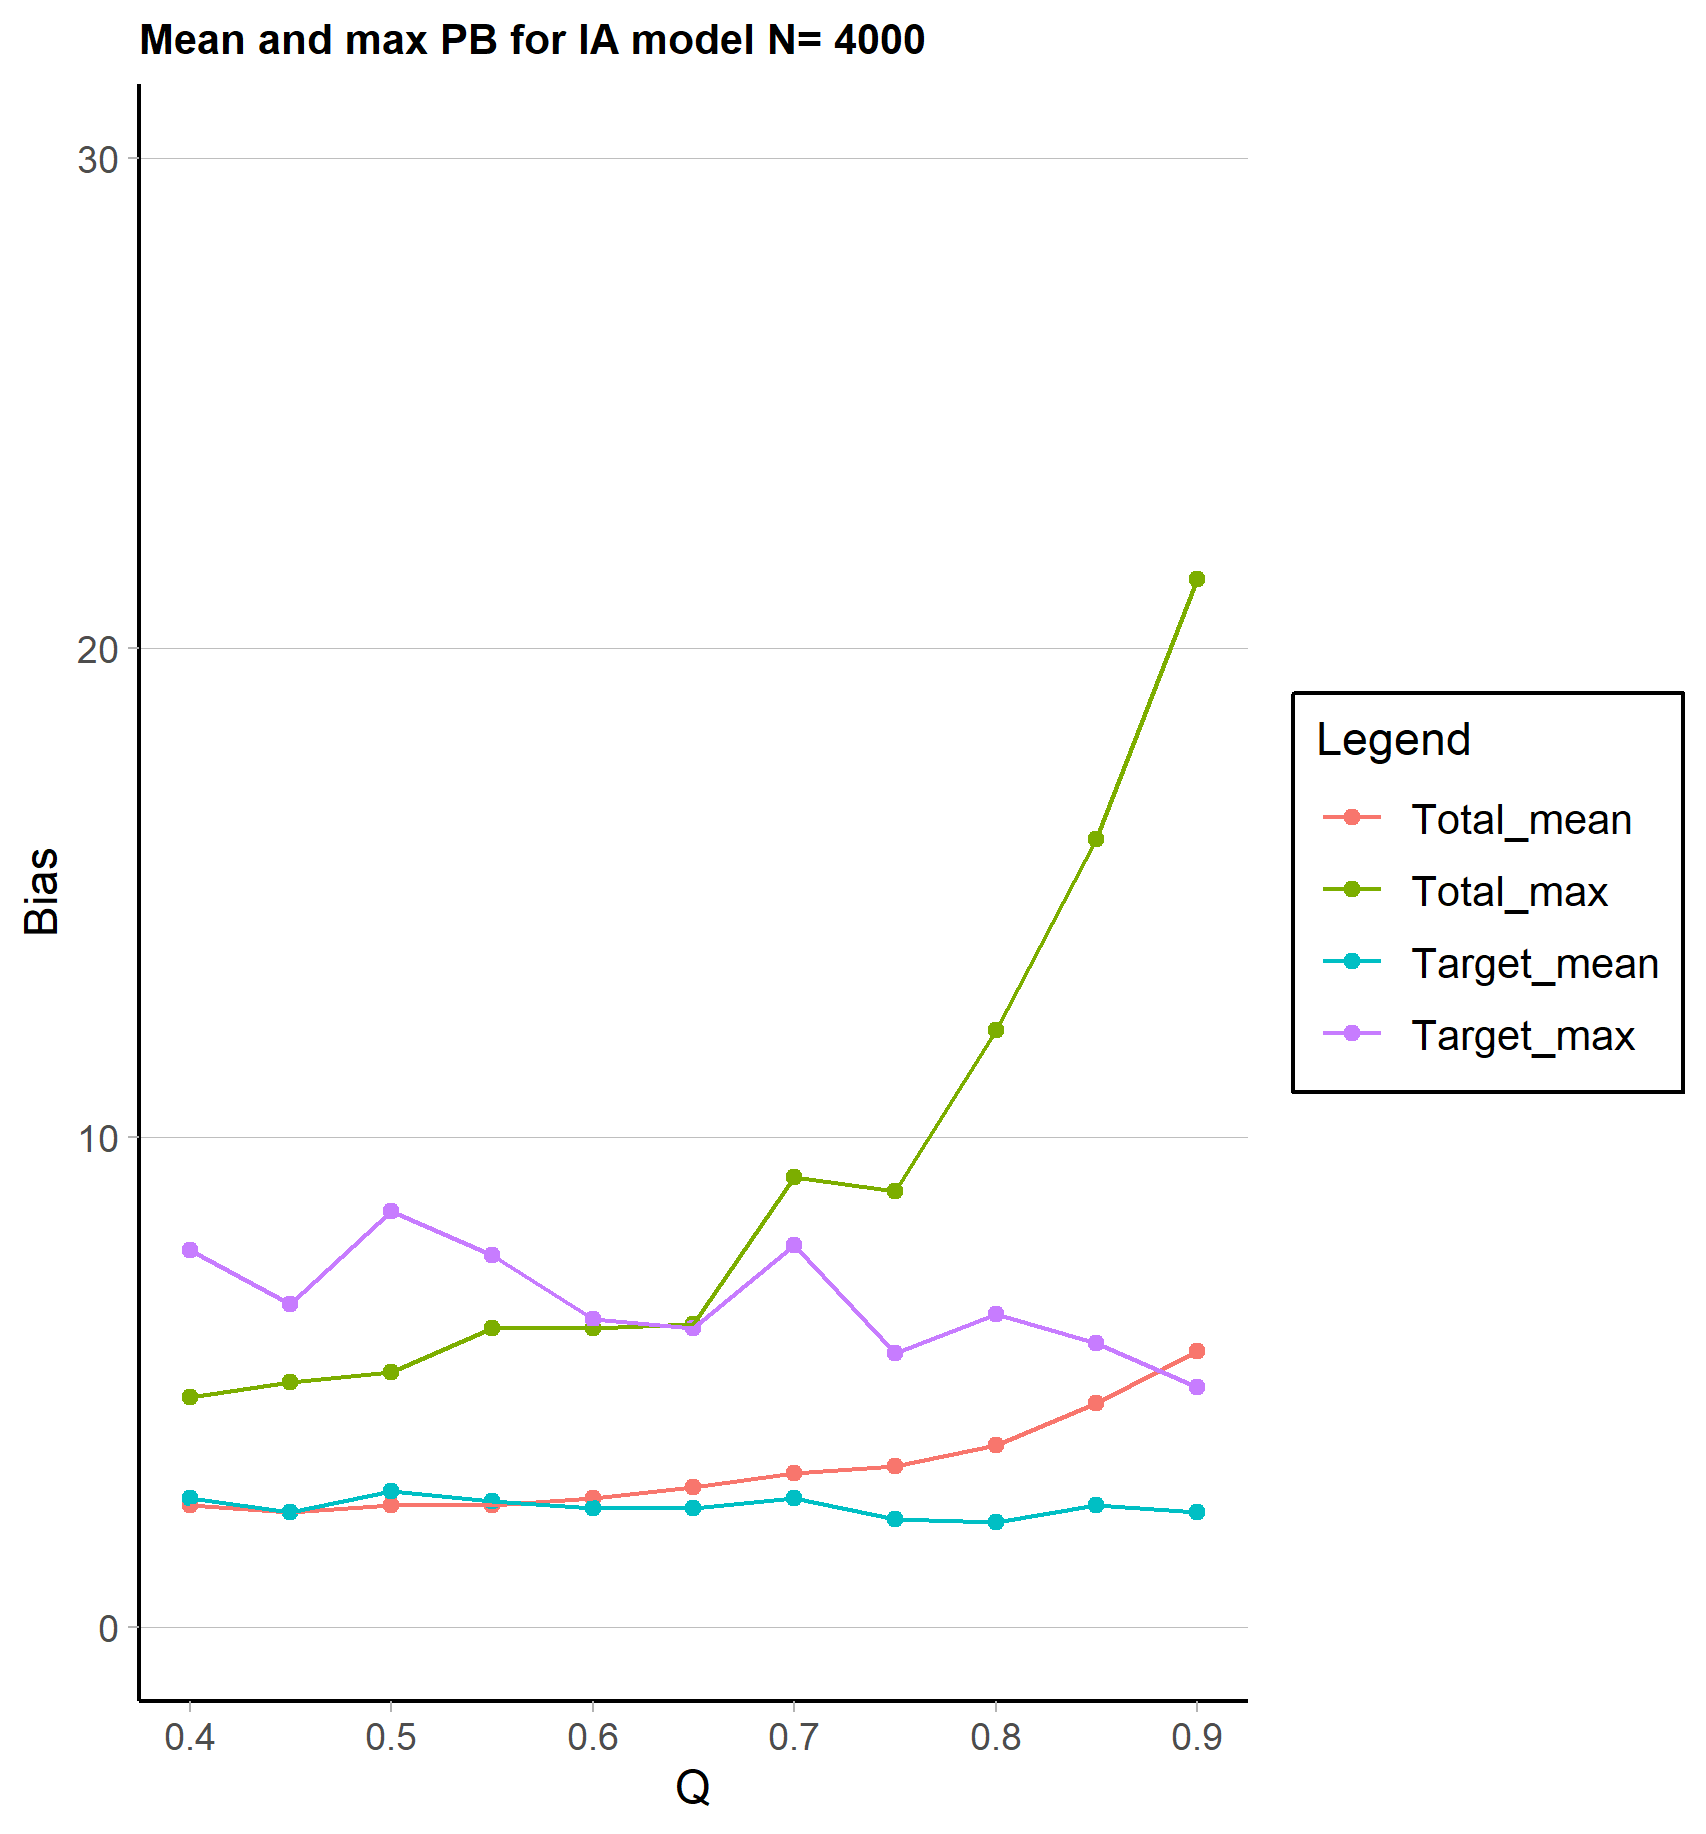 Mean and max PB for IA model N= 4000
30
20
10
0
Bias
0.4 0.5 0.6 0.7 0.8 0.9
Q
Legend
Total_mean
Total_max
Target_mean
Target_max